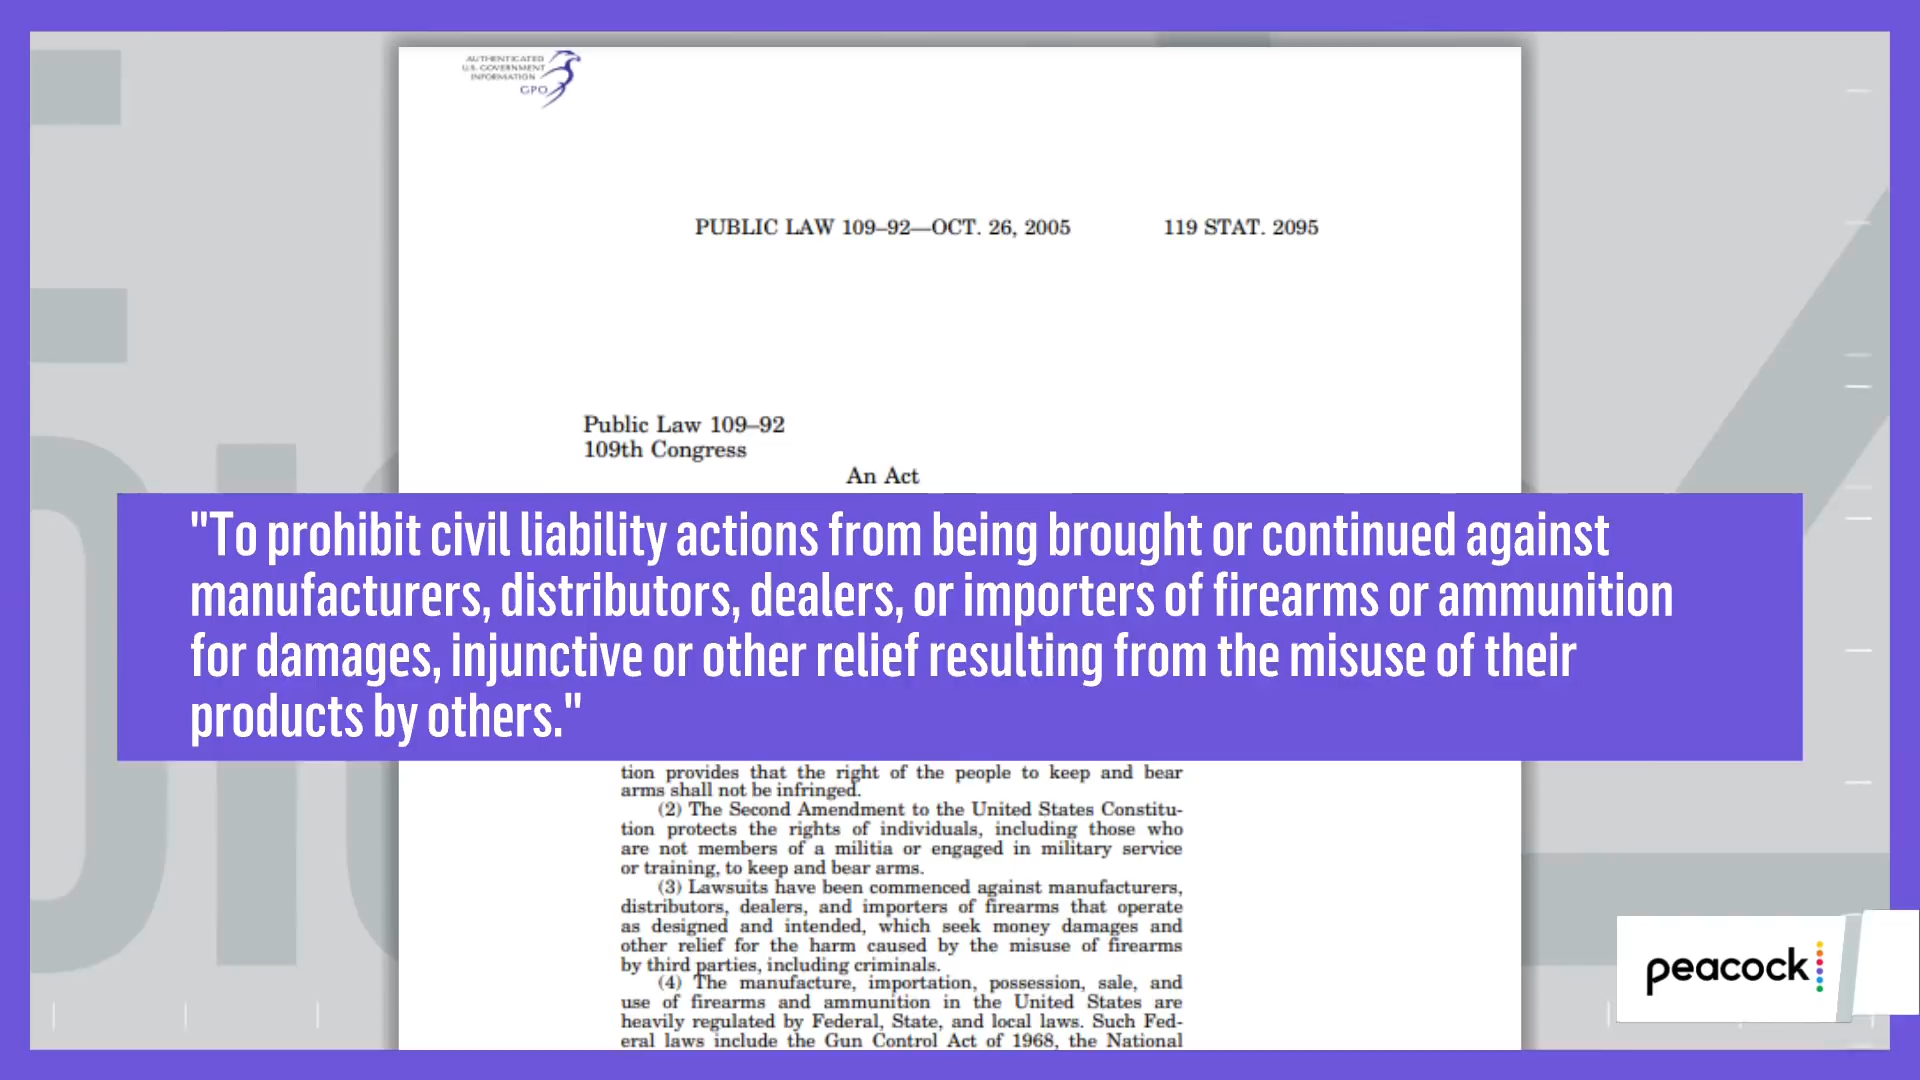 AUTHENTICATED
U.S. GOVERNMENT
INFORMATION
GPO
PUBLIC LAW 109–92—OCT. 26, 2005 119 STAT. 2095
Public Law 109–92
109th Congress
An Act
"To prohibit civil liability actions from being brought or continued against
manufacturers, distributors, dealers, or importers of firearms or ammunition
for damages, injunctive or other relief resulting from the misuse of their
products by others."
tion provides that the right of the people to keep and bear
arms shall not be infringed.
(2) The Second Amendment to the United States Constitu-
tion protects the rights of individuals, including those who
are not members of a militia or engaged in military service
or training, to keep and bear arms.
(3) Lawsuits have been commenced against manufacturers,
distributors, dealers, and importers of firearms that operate
as designed and intended, which seek money damages and
other relief for the harm caused by the misuse of firearms
by third parties, including criminals.
(4) The manufacture, importation, possession, sale, and
use of firearms and ammunition in the United States are
heavily regulated by Federal, State, and local laws. Such Fed-
eral laws include the Gun Control Act of 1968, the National
peacock